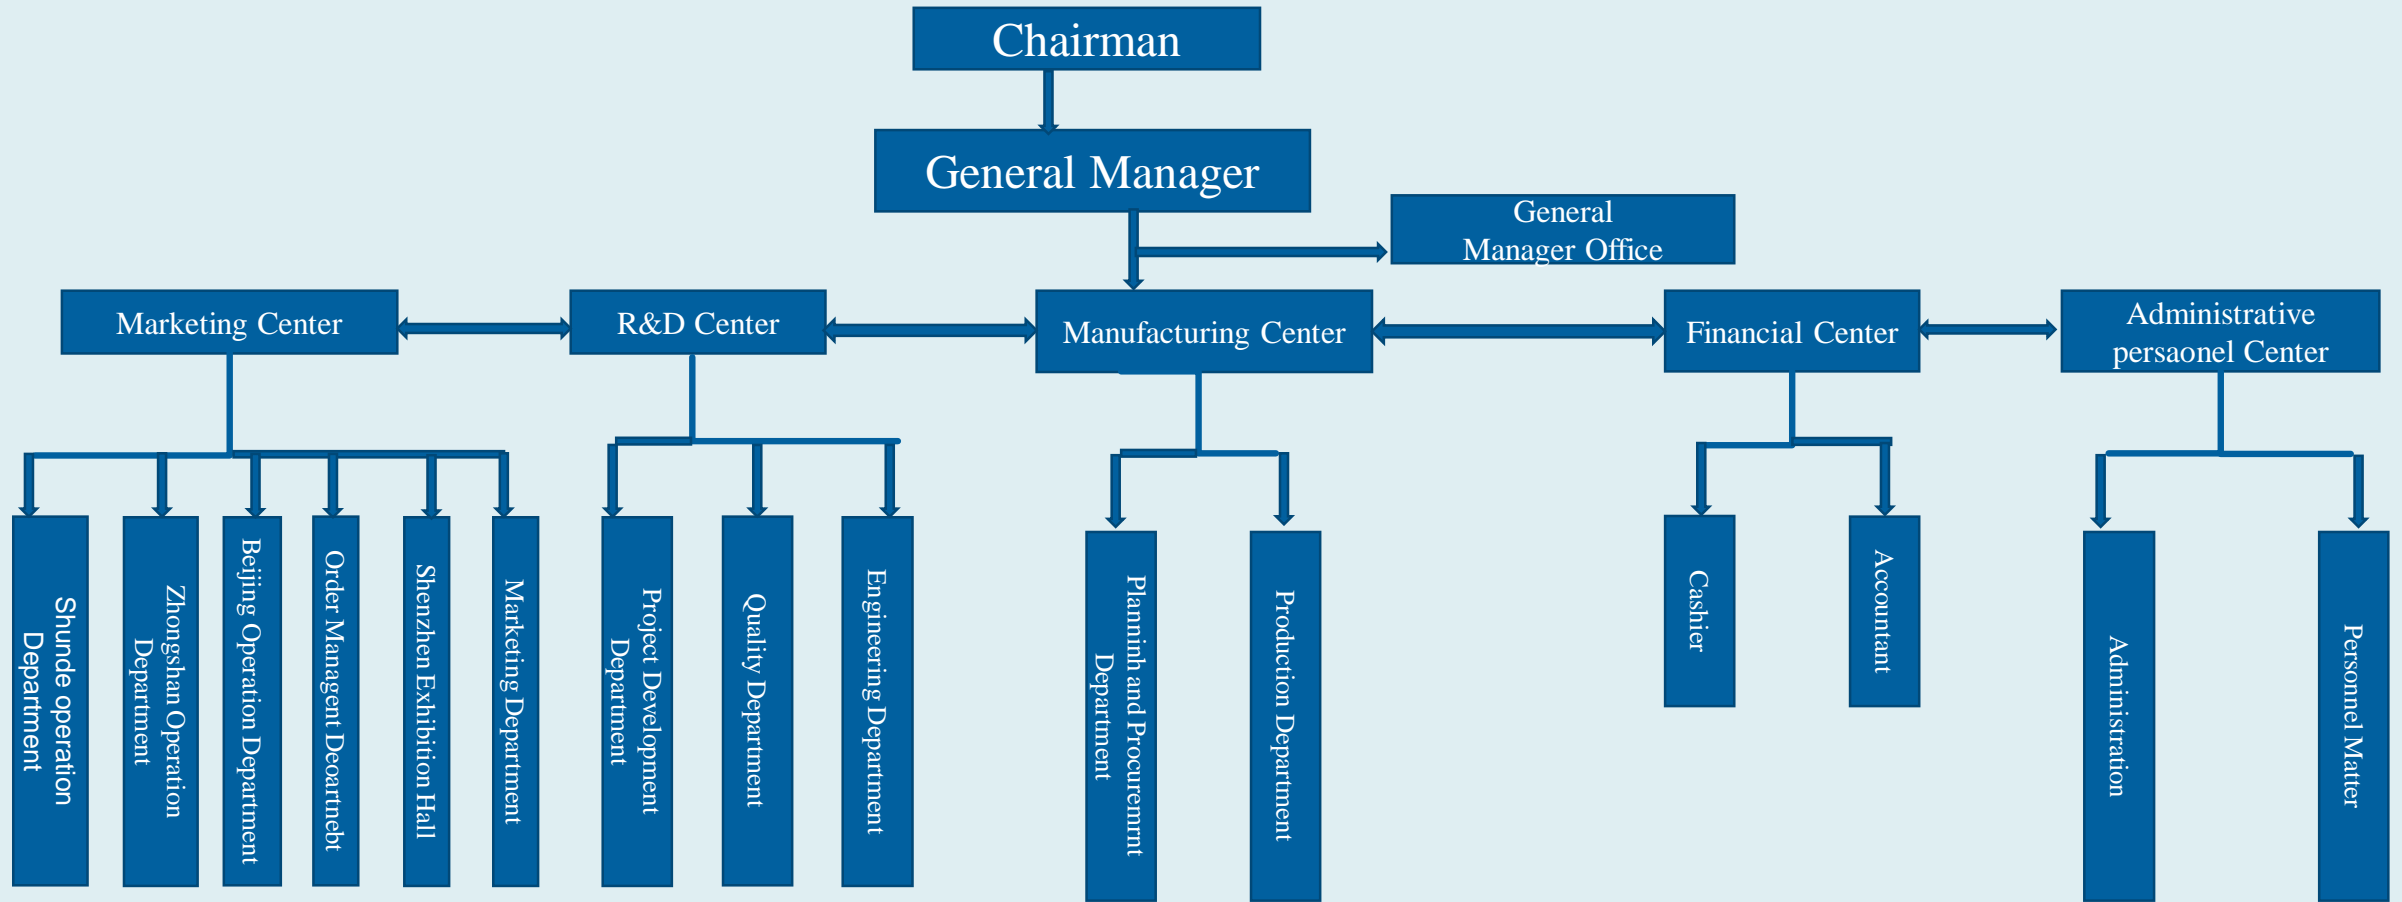 Chairman
General Manager
General
Manager Office
Marketing Center
R&D Center
Manufacturing Center
Financial Center
Administrative
persaonel Center
Shunde operation
Department
Zhongshan Operation
Department
Beijing Operation Department
Order Managent Deoartnebt
Shenzhen Exhibition Hall
Marketing Department
Project Development
Department
Quality Department
Engineering Department
Planninh and Procuremrnt
Department
Production Department
Cashier
Accountant
Administration
Personnel Matter